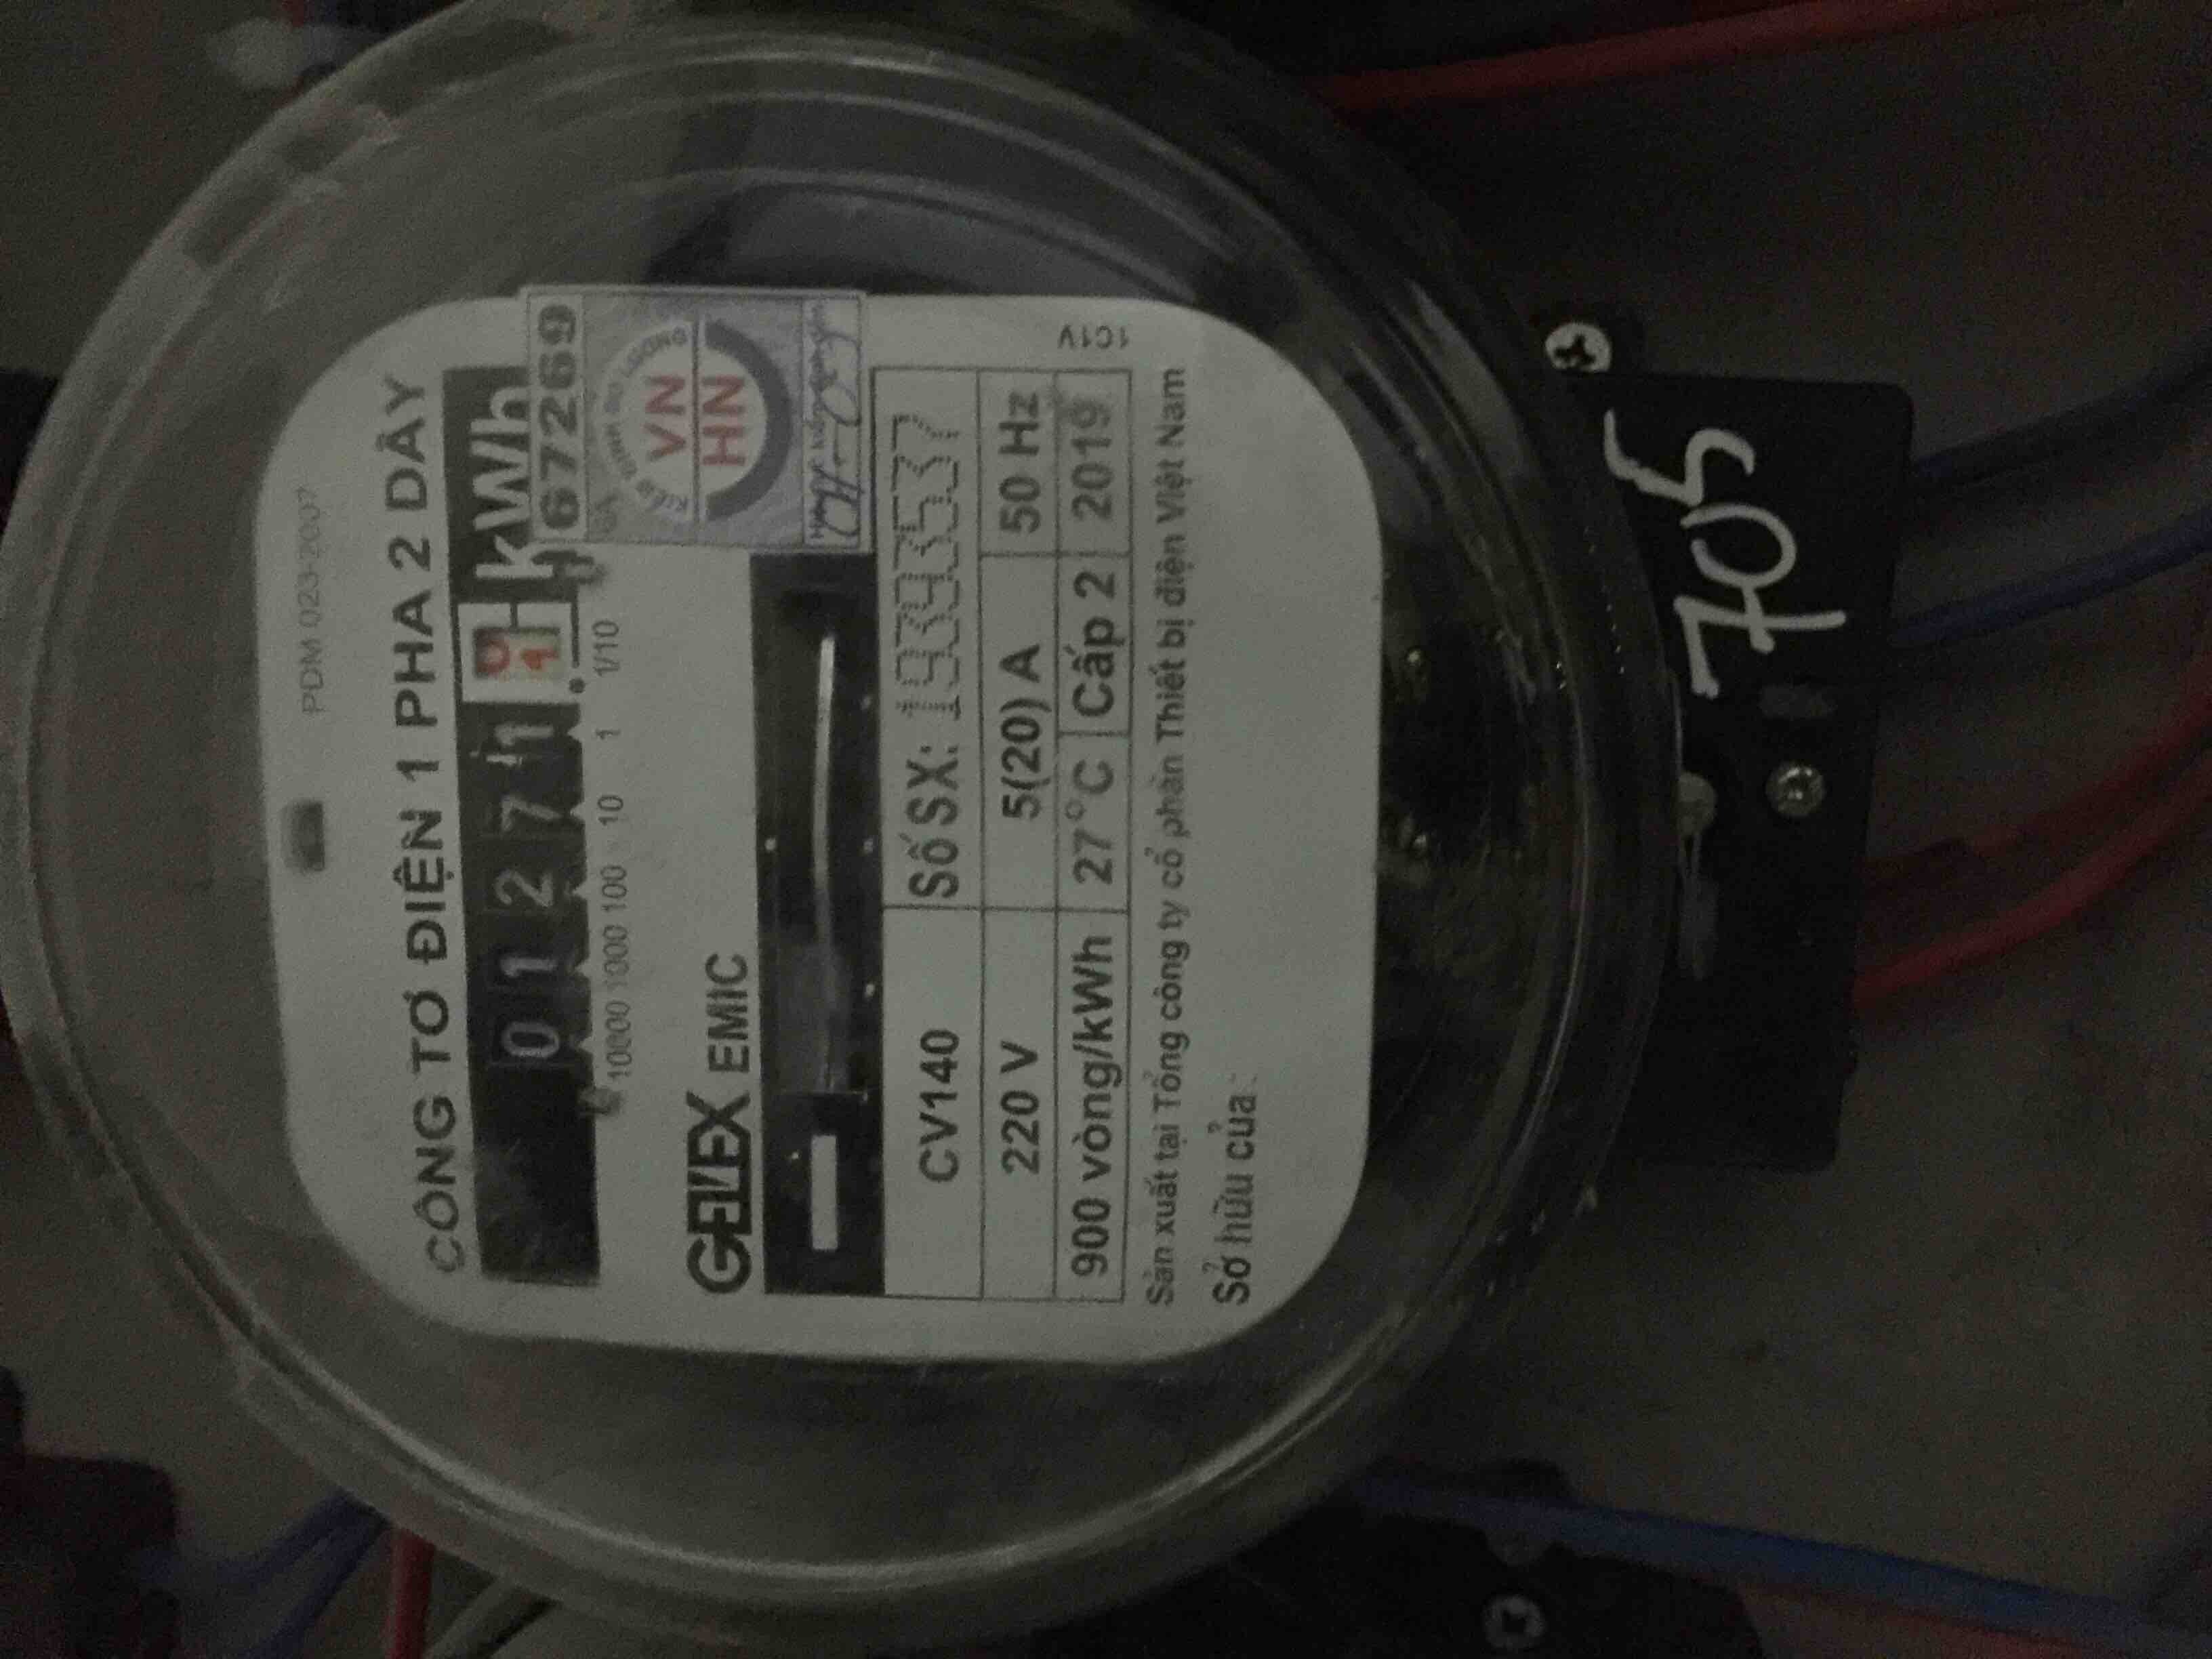 PDM 023-2007
CÔNG TƠ ĐIỆN 1 PHA 2 DÂY
0 1 2 7 1 kWh
10000 1000 100 10 1 1/10
67269
VN
HN
GELEX EMIC
CV140 Số SX: 193493537
220 V 5(20) A 50 Hz
900 vòng/kWh 27°C Cấp 2 2019
Sản xuất tại Tổng công ty cổ phần Thiết bị điện Việt Nam
Sở hữu của:
1C1V
705